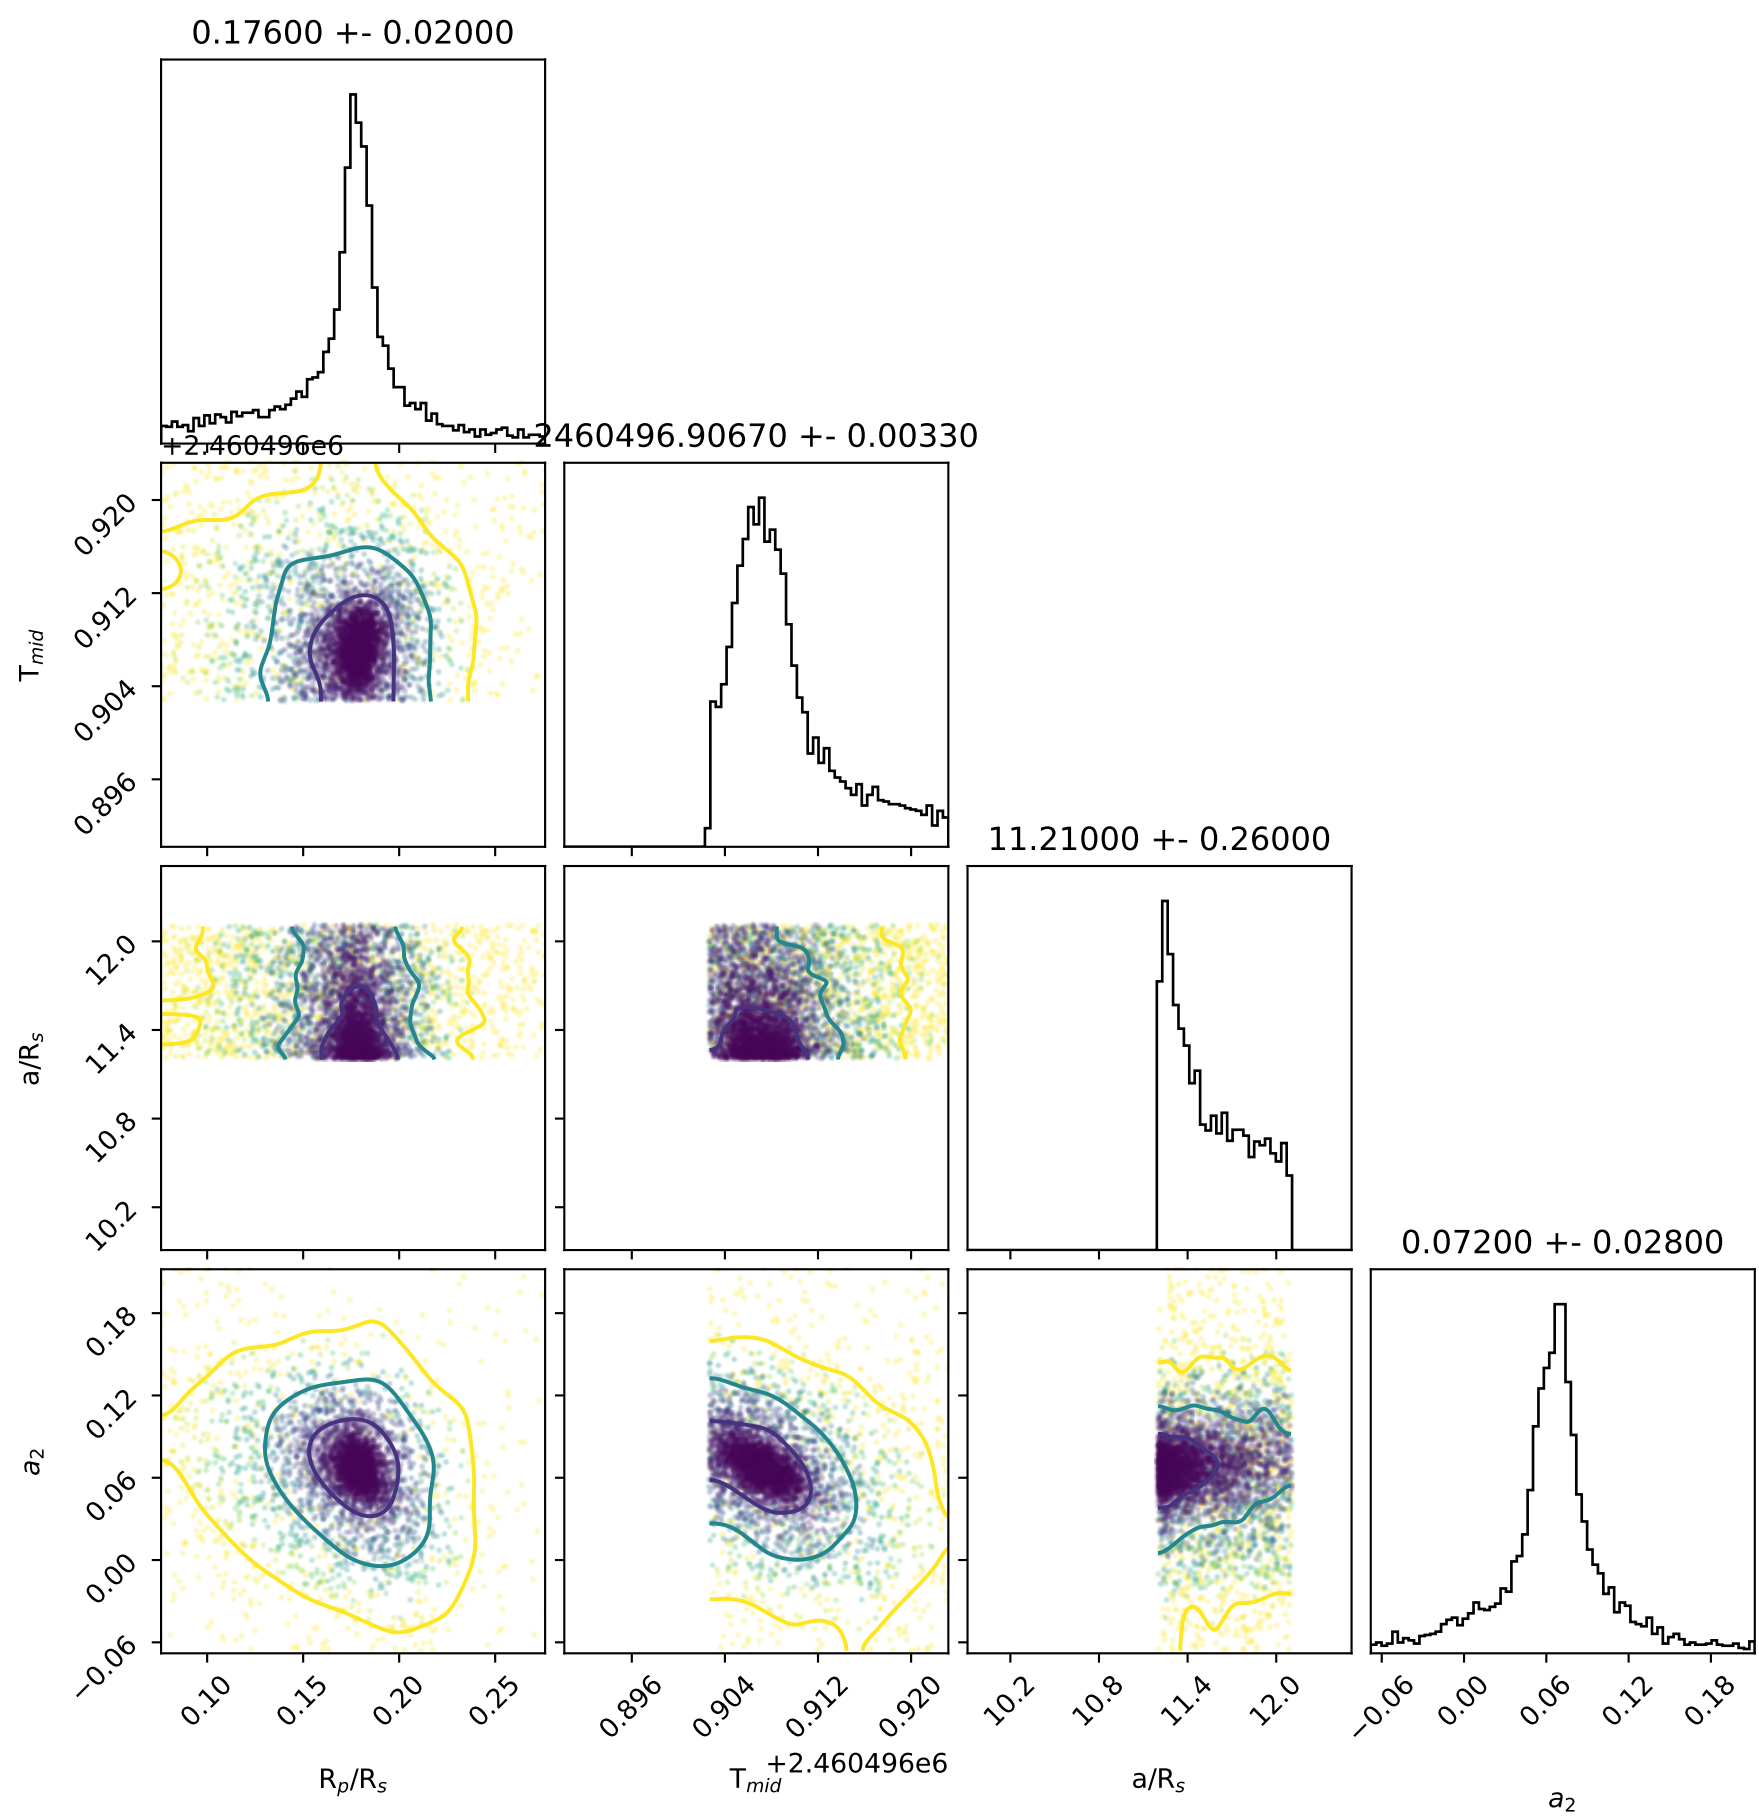 0.17600 +- 0.02000
+2.460496e6
2460496.90670 +- 0.00330
0.920
0.912
0.904
0.896
T_mid
11.21000 +- 0.26000
12.0
11.4
10.8
10.2
a/R_s
0.07200 +- 0.02800
0.18
0.12
0.06
0.00
−0.06
a_2
0.10 0.15 0.20 0.25
0.896 0.904 0.912 0.920
10.2 10.8 11.4 12.0
−0.06 0.00 0.06 0.12 0.18
+2.460496e6
R_p/R_s
T_mid
a/R_s
a_2